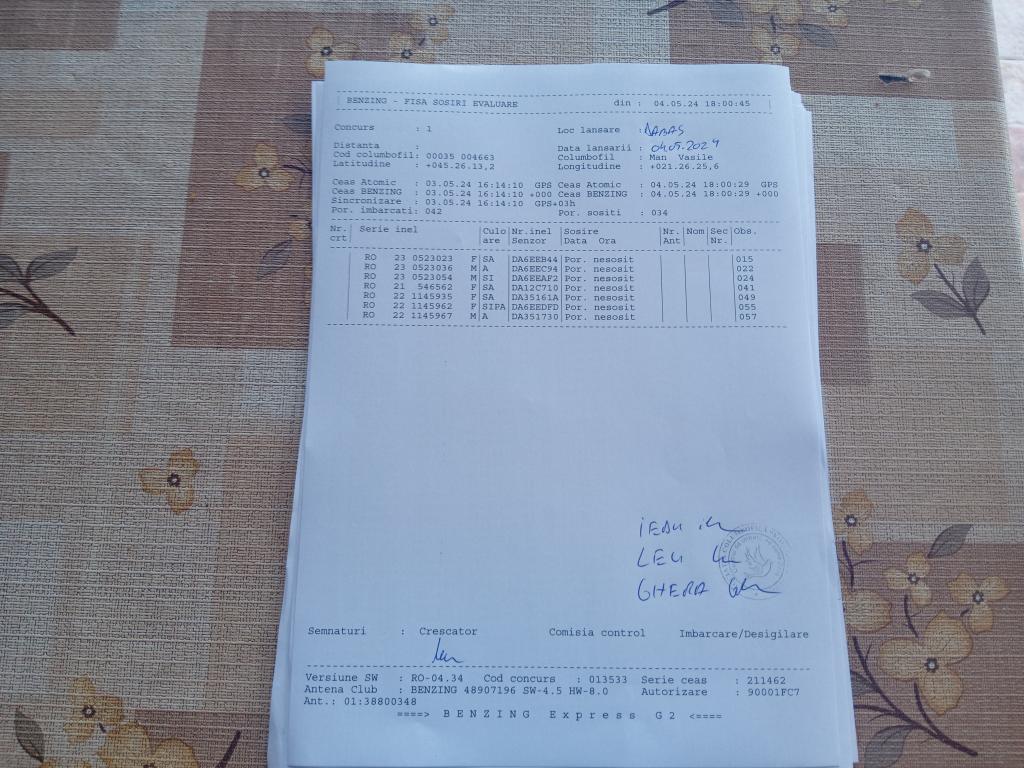 BENZING - FISA SOSIRI EVALUARE din : 04.05.24 18:00:45
Concurs : 1 Loc lansare : DABAS
Distanta : Data lansarii : 04.05.2024
Cod columbofil: 00035 004663 Columbofil : Man Vasile
Latitudine : +045.26.13,2 Longitudine : +021.26.25,6
Ceas Atomic : 03.05.24 16:14:10 GPS Ceas Atomic : 04.05.24 18:00:29 GPS
Ceas BENZING : 03.05.24 16:14:10 +000 Ceas BENZING : 04.05.24 18:00:29 +000
Sincronizare : 03.05.24 16:14:10 GPS+03h
Por. imbarcati: 042 Por. sositi : 034
Nr.| Serie inel |Culo|Nr.inel |Sosire |Nr.|Nom|Sec|Obs.
crt| |are |Senzor |Data Ora |Ant| |Nr.|
RO 23 0523023 F|SA |DA6EEB44|Por. nesosit | | | |015
RO 23 0523036 M|A |DA6EEC94|Por. nesosit | | | |022
RO 23 0523054 M|SI |DA6EEAF2|Por. nesosit | | | |024
RO 21 546562 F|SA |DA12C710|Por. nesosit | | | |041
RO 22 1145935 F|SA |DA35161A|Por. nesosit | | | |049
RO 22 1145962 F|SIPA|DA6EEDFD|Por. nesosit | | | |055
RO 22 1145967 M|A |DA351730|Por. nesosit | | | |057
LEU
GHERA
Semnaturi : Crescator Comisia control Imbarcare/Desigilare
Versiune SW : RO-04.34 Cod concurs : 013533 Serie ceas : 211462
Antena Club : BENZING 48907196 SW-4.5 HW-8.0 Autorizare : 90001FC7
Ant.: 01:38800348
====> B E N Z I N G E x p r e s s G 2 <====